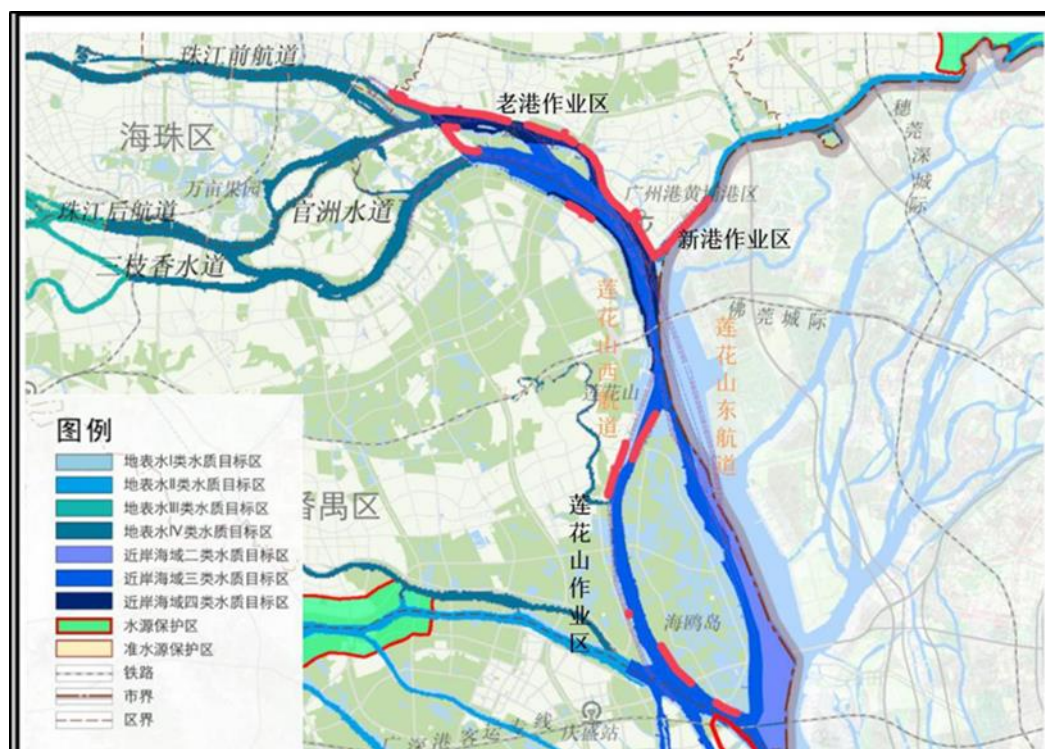 珠江前航道
老港作业区
海珠区
穗莞深城际
万亩果园
珠江后航道
官洲水道
广州港黄埔港区
新港作业区
三枝香水道
莲花山西航道
佛莞城际
莲花山东航道
莲花山
图例
地表水Ⅰ类水质目标区
地表水Ⅱ类水质目标区
地表水Ⅲ类水质目标区
地表水Ⅳ类水质目标区
近岸海域二类水质目标区
近岸海域三类水质目标区
近岸海域四类水质目标区
水源保护区
准水源保护区
铁路
市界
区界
番禺区
莲花山作业区
海鸥岛
广深港客运专线
庆盛站